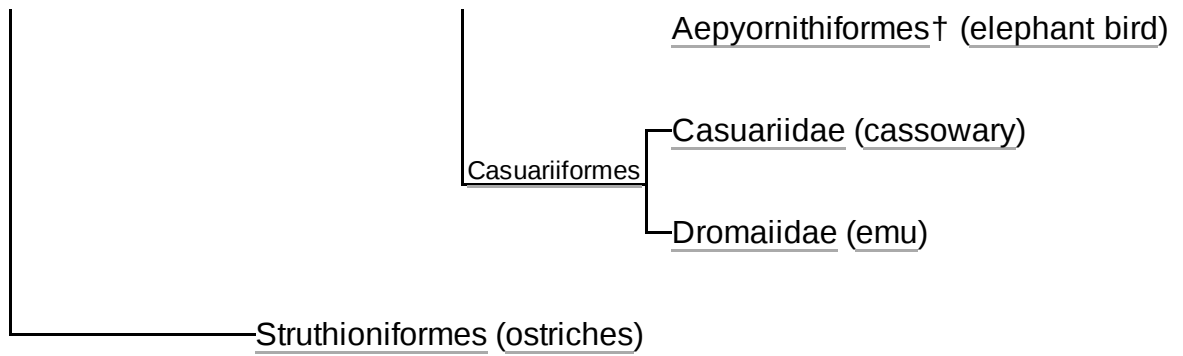 Aepyornithiformes† (elephant bird)
Casuariidae (cassowary)
Casuariiformes
Dromaiidae (emu)
Struthioniformes (ostriches)